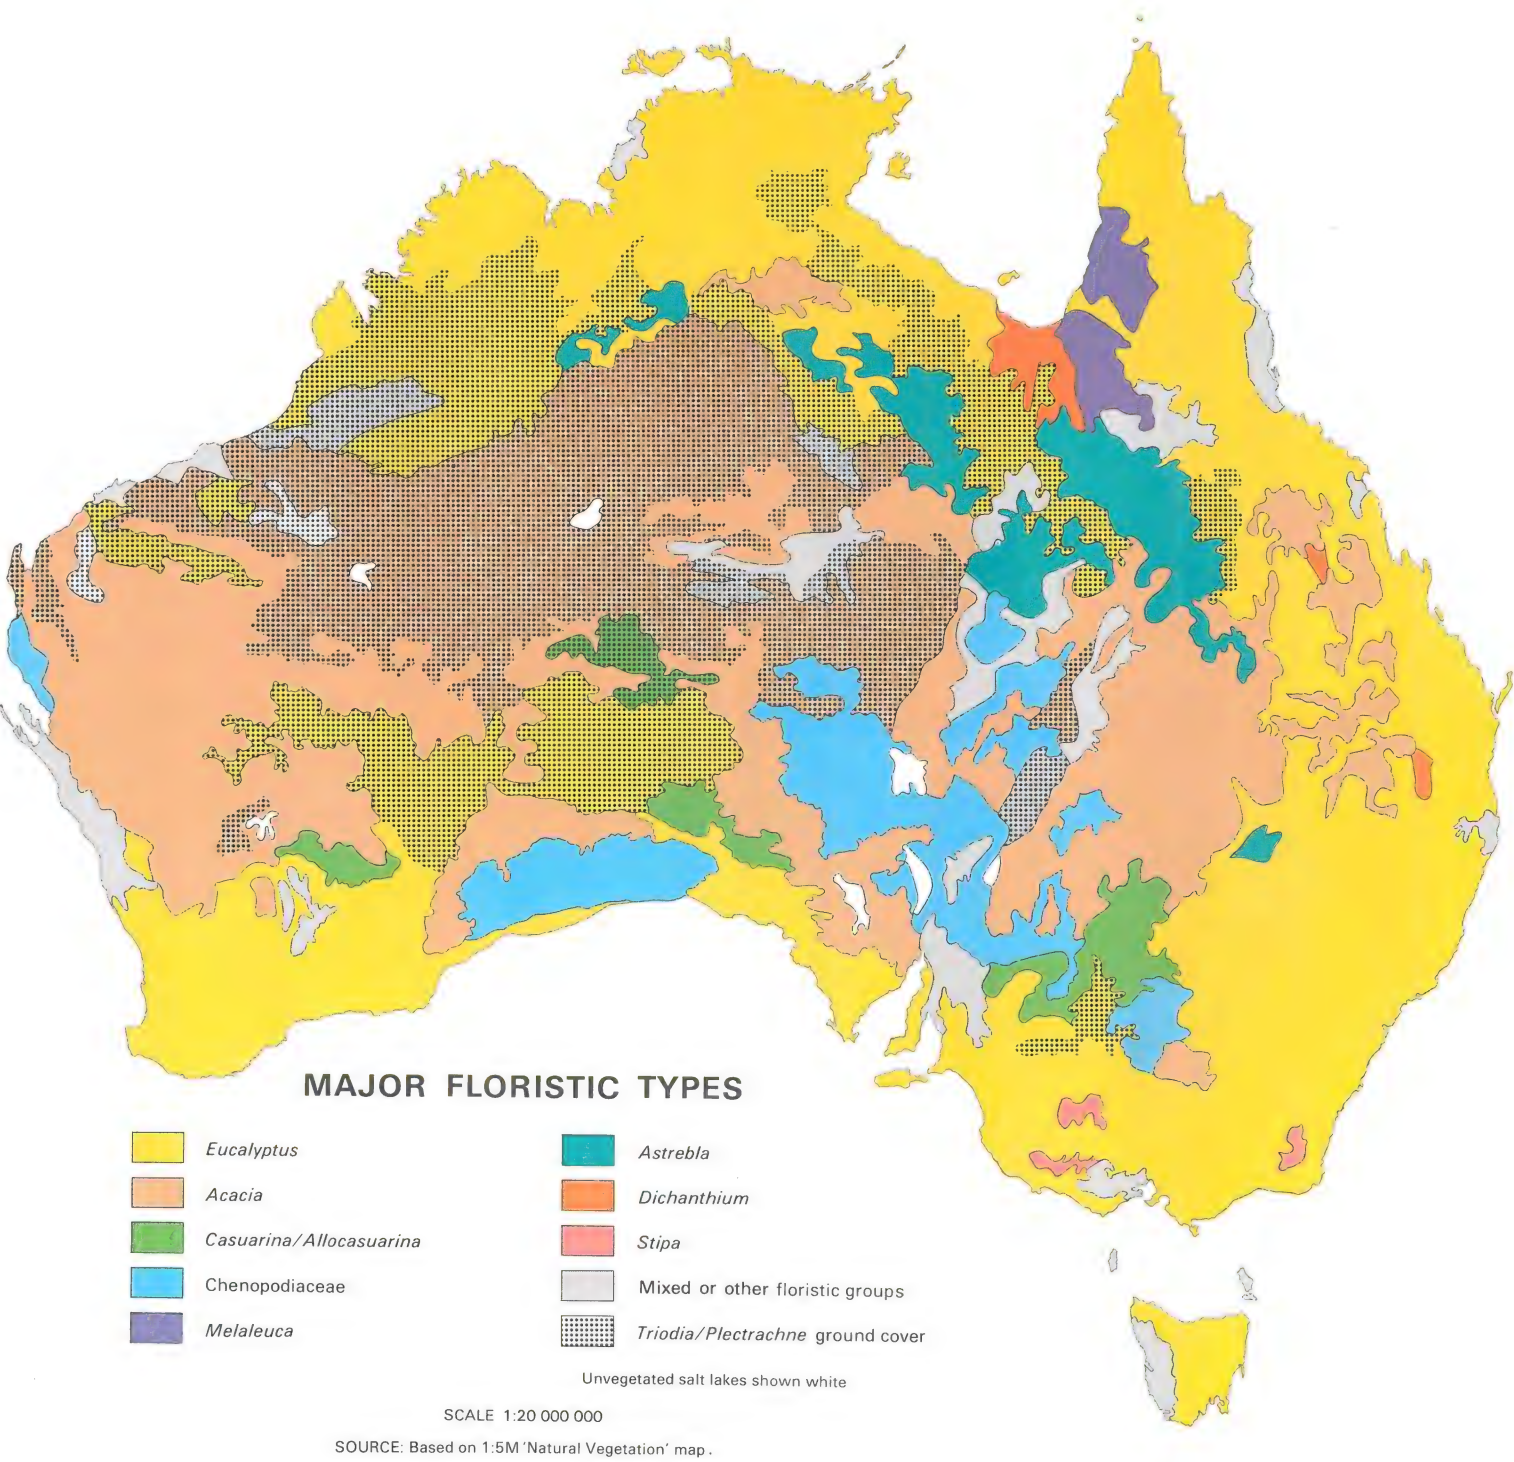 MAJOR FLORISTIC TYPES
Eucalyptus
Acacia
Casuarina/Allocasuarina
Chenopodiaceae
Melaleuca
Astrebla
Dichanthium
Stipa
Mixed or other floristic groups
Triodia/Plectrachne ground cover
Unvegetated salt lakes shown white
SCALE 1:20 000 000
SOURCE: Based on 1:5M 'Natural Vegetation' map.